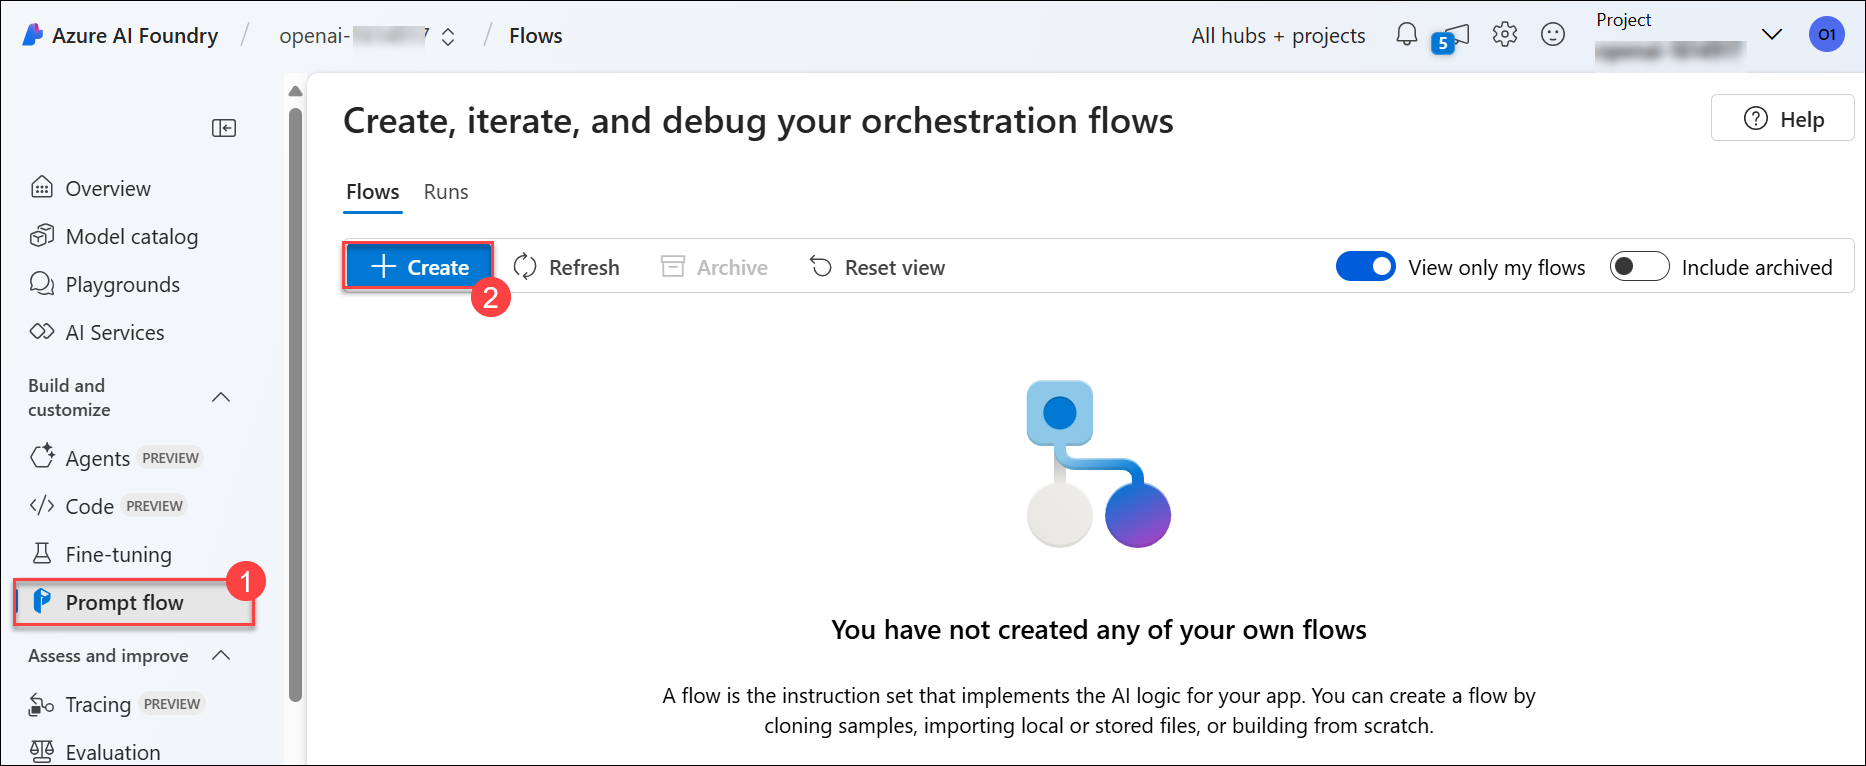 Azure AI Foundry / openai- / Flows
All hubs + projects
5
Project
O1
Overview
Model catalog
Playgrounds
AI Services
Build and
customize
Agents PREVIEW
Code PREVIEW
Fine-tuning
1
Prompt flow
Assess and improve
Tracing PREVIEW
Evaluation
Create, iterate, and debug your orchestration flows
Help
Flows Runs
Create Refresh Archive Reset view View only my flows Include archived
2
You have not created any of your own flows
A flow is the instruction set that implements the AI logic for your app. You can create a flow by
cloning samples, importing local or stored files, or building from scratch.